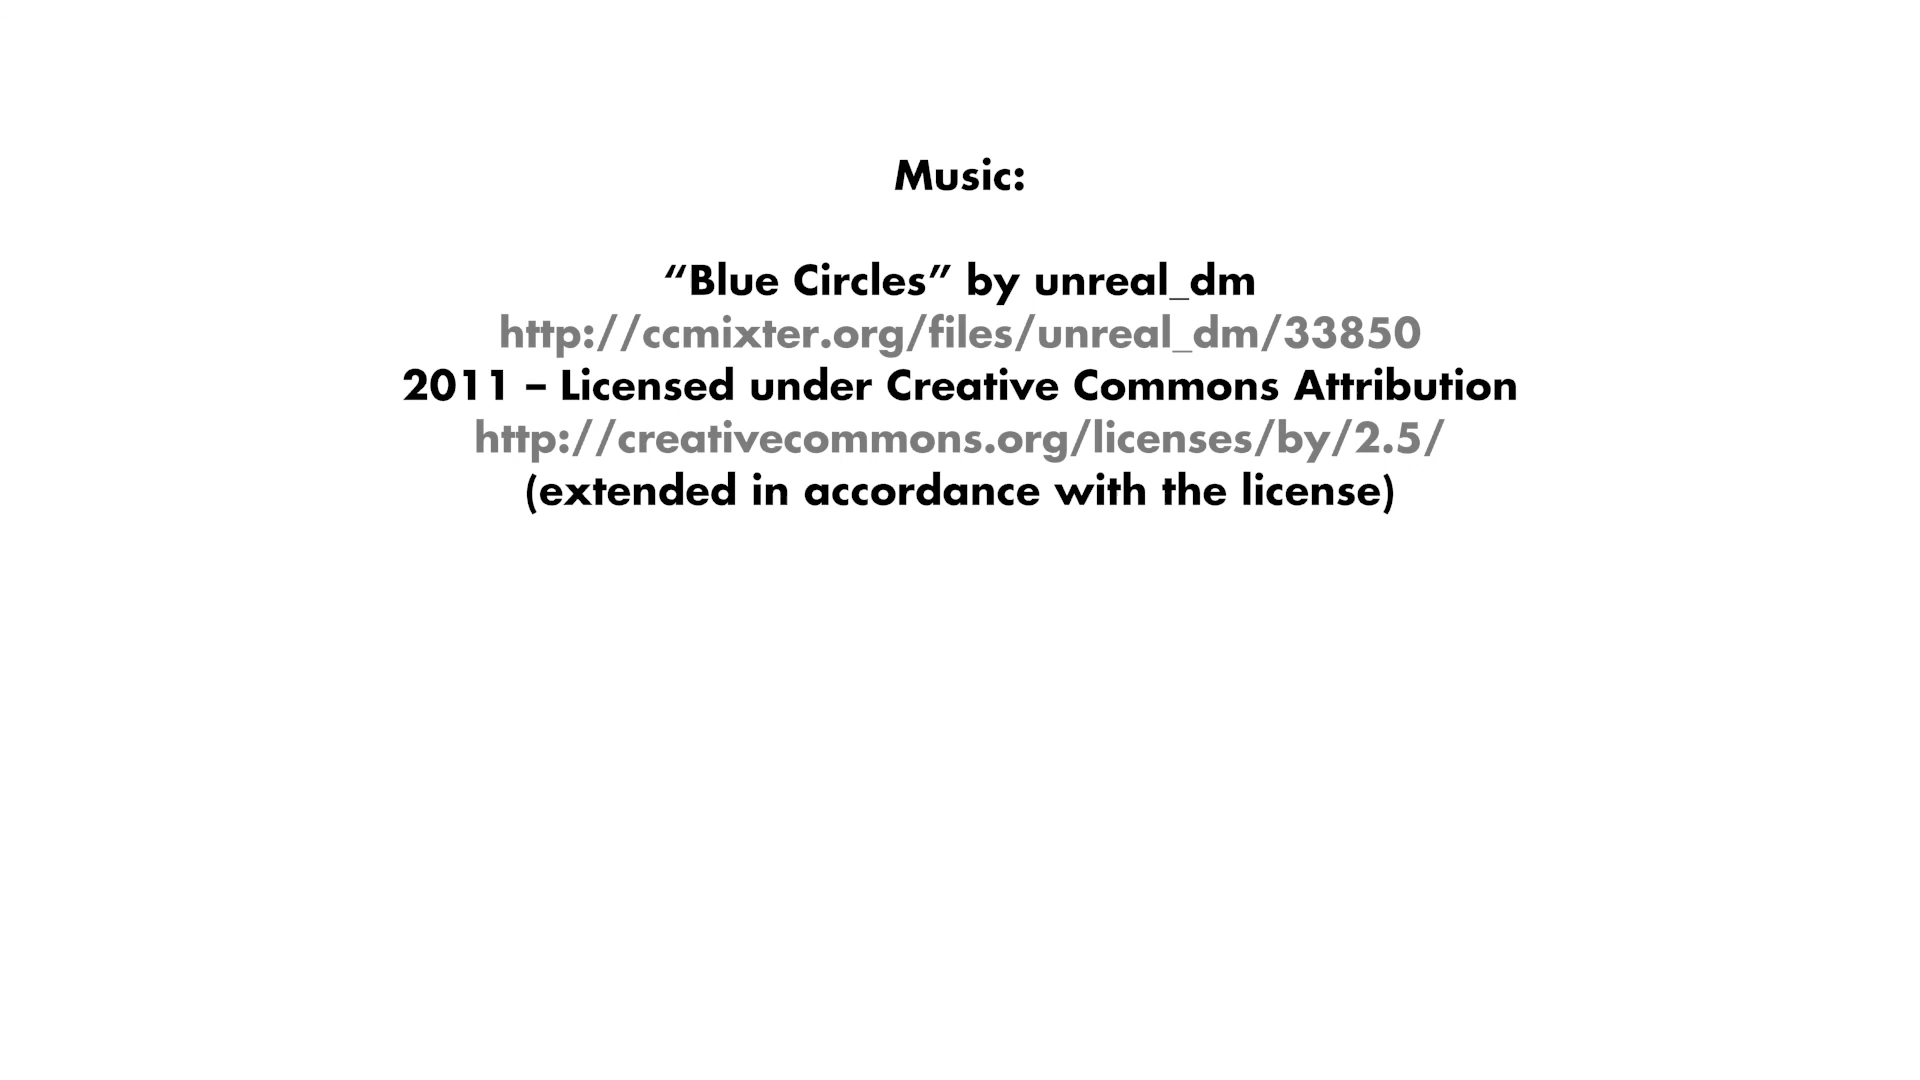 Music:
“Blue Circles” by unreal_dm
http://ccmixter.org/files/unreal_dm/33850
2011 – Licensed under Creative Commons Attribution
http://creativecommons.org/licenses/by/2.5/
(extended in accordance with the license)